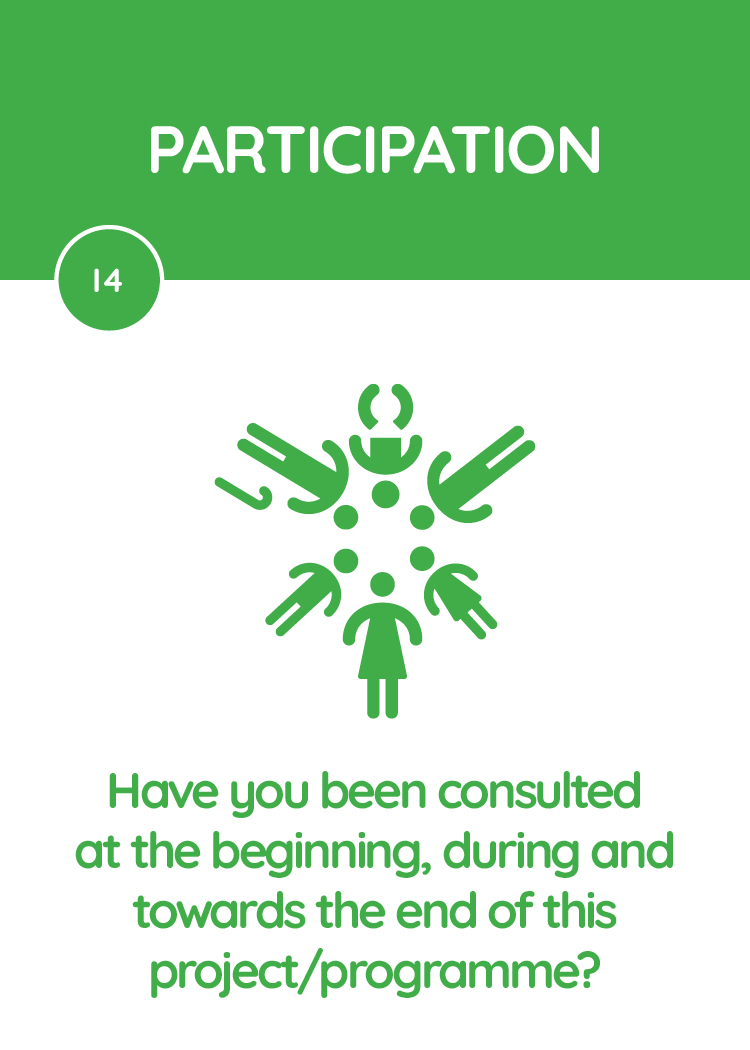 PARTICIPATION
14
Have you been consulted
at the beginning, during and
towards the end of this
project/programme?